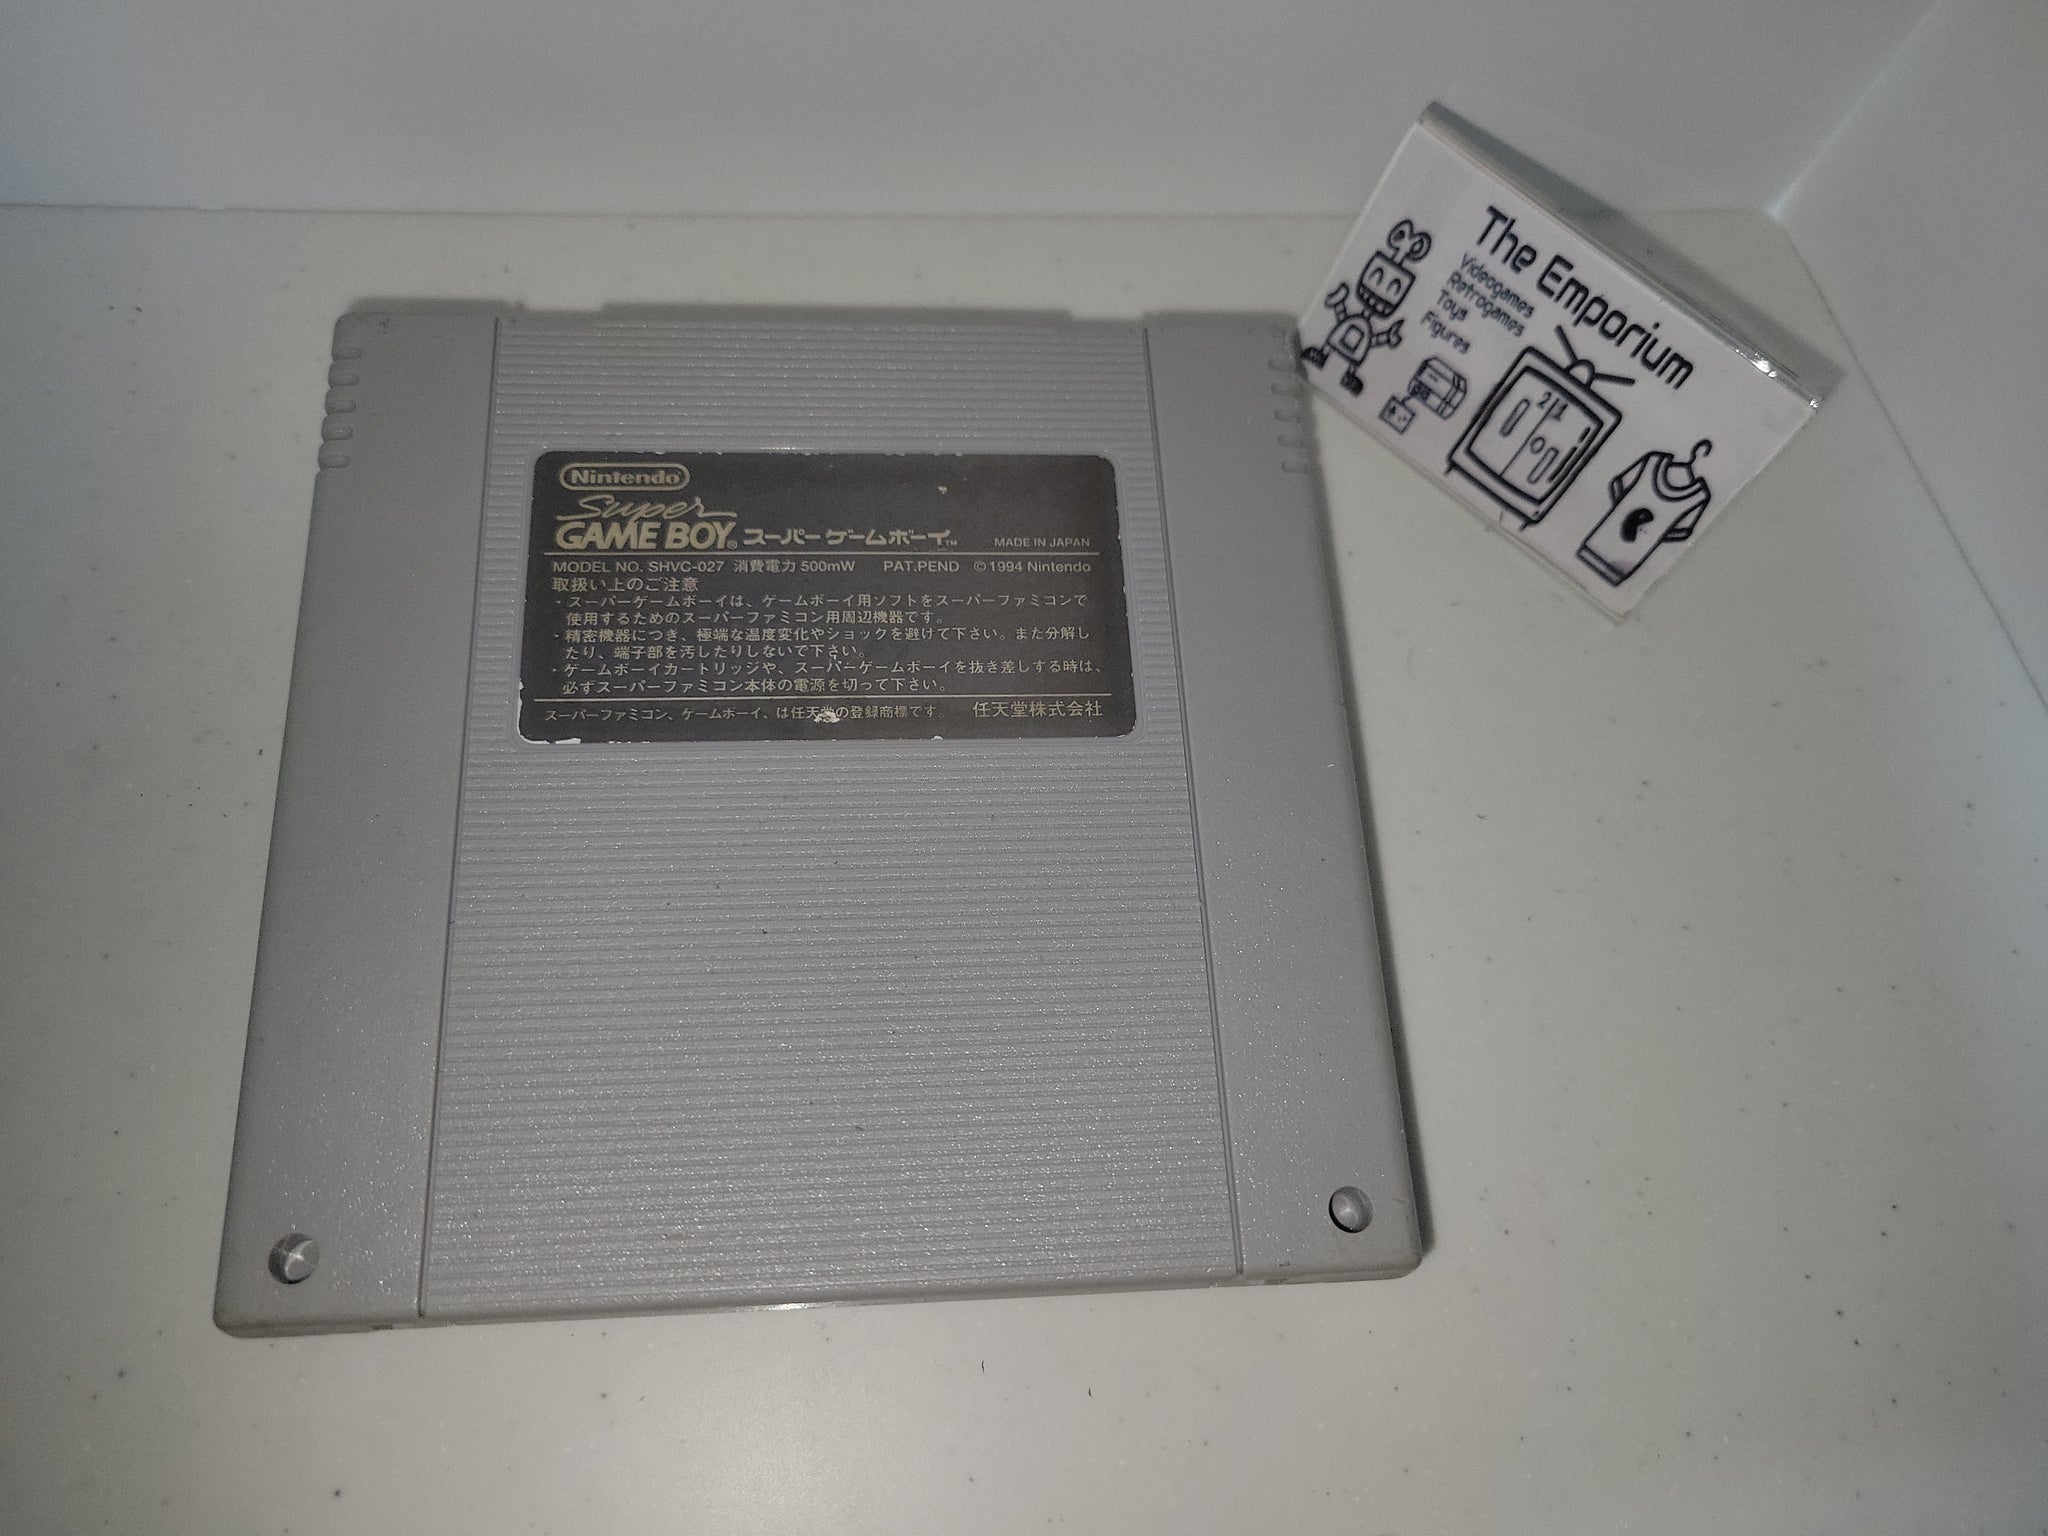 Nintendo
Super
GAME BOY® スーパーゲームボーイ™ MADE IN JAPAN
MODEL NO. SHVC-027 消費電力 500mW PAT.PEND ©1994 Nintendo
取扱い上のご注意
・スーパーゲームボーイは、ゲームボーイ用ソフトをスーパーファミコンで
使用するためのスーパーファミコン用周辺機器です。
・精密機器につき、極端な温度変化やショックを避けて下さい。また分解し
たり、端子部を汚したりしないで下さい。
・ゲームボーイカートリッジや、スーパーゲームボーイを抜き差しする時は、
必ずスーパーファミコン本体の電源を切って下さい。
スーパーファミコン、ゲームボーイ、は任天堂の登録商標です。 任天堂株式会社
The Emporium
Videogames
Retrogames
Toys
Figures